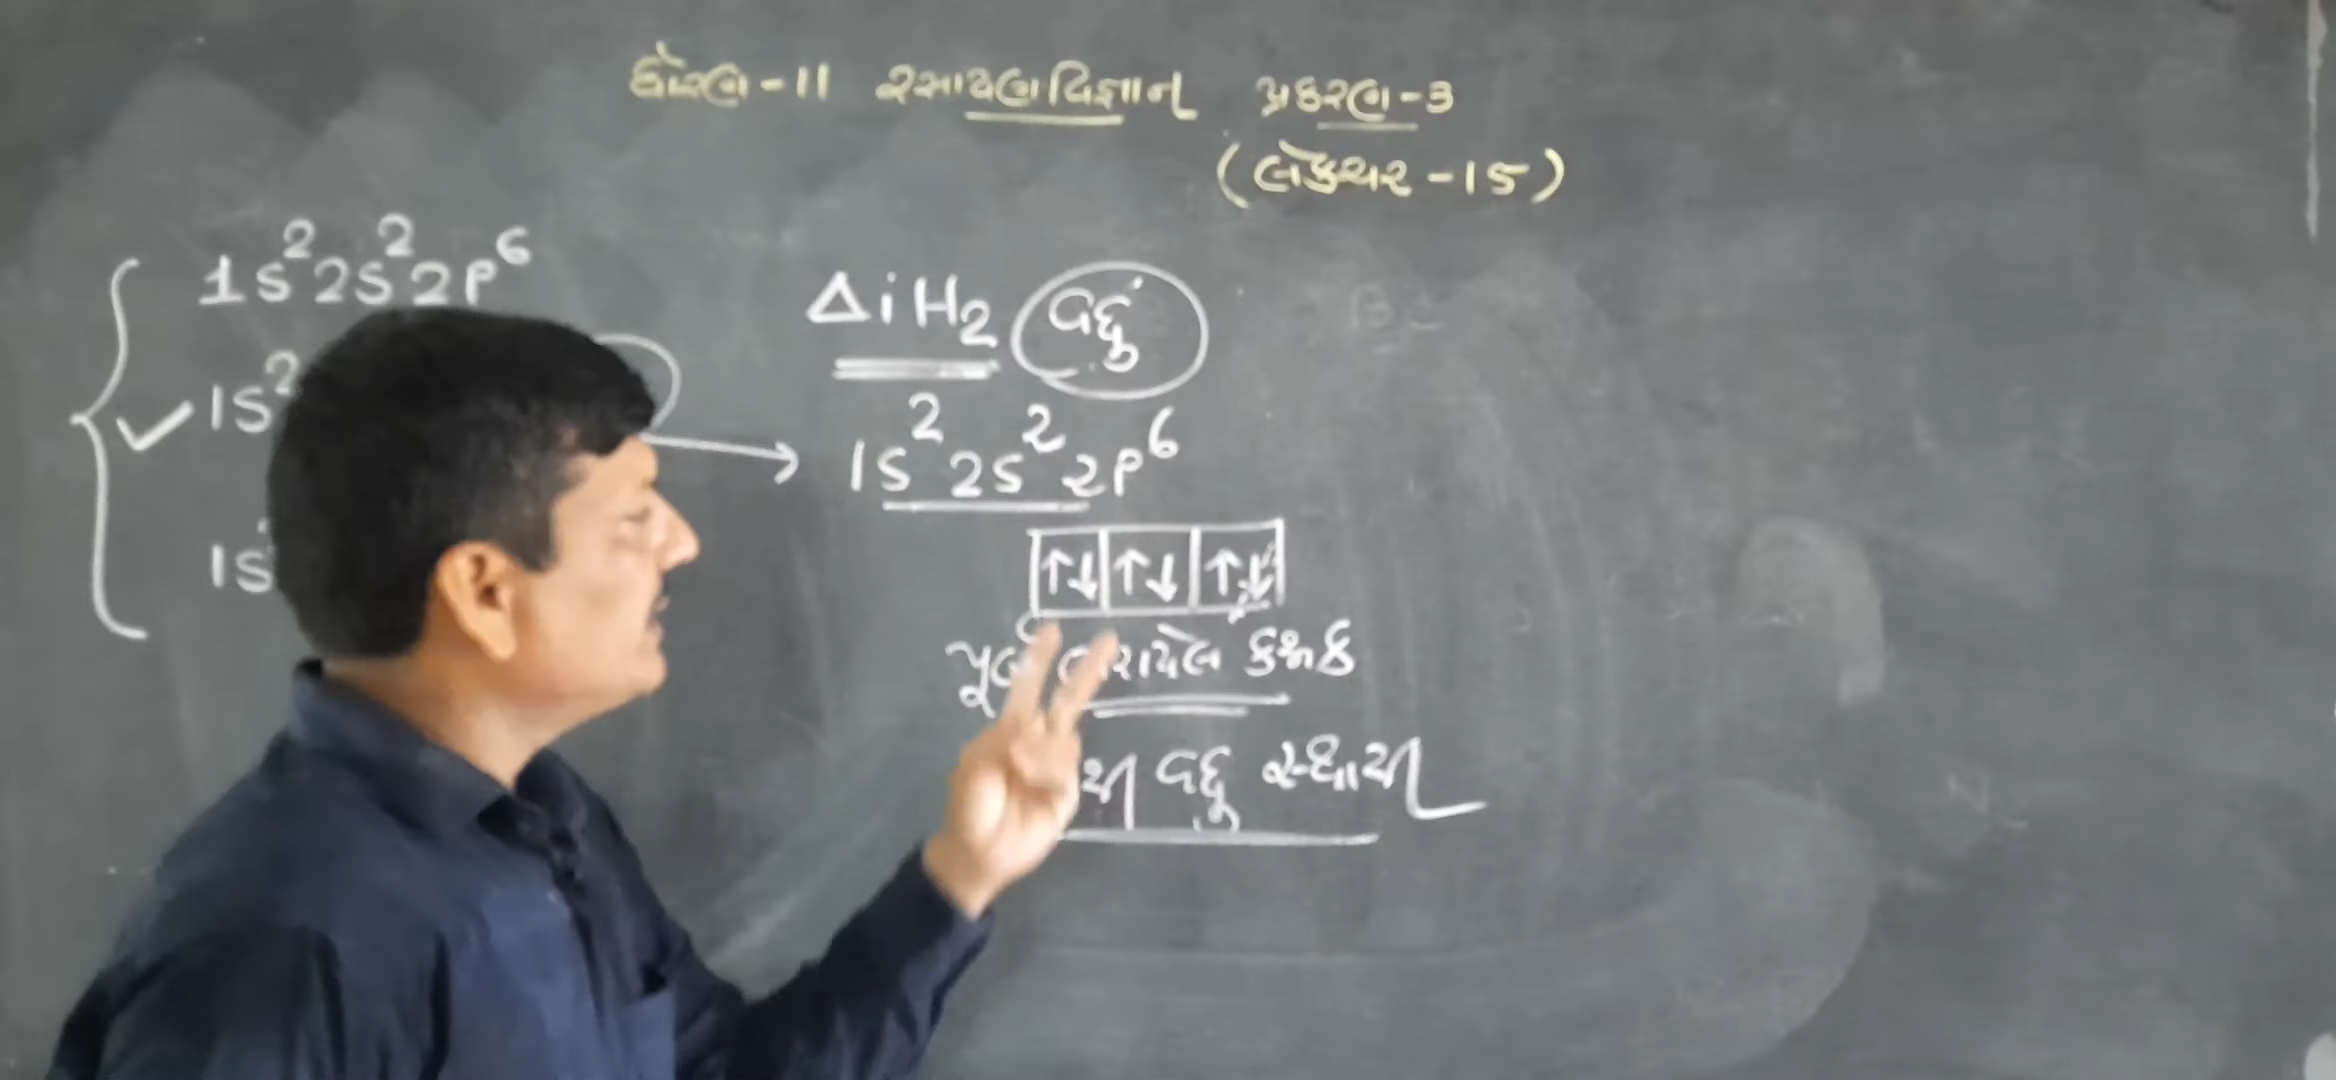 ધોરણ-11 રસાયણવિજ્ઞાન પ્રકરણ-3
(લેક્ચર-15)
1s²2s²2p⁶
1s²
1s
ΔiH₂ વધુ
1s²2s²2p⁶
↑↓ ↑↓ ↑↓
પૂર્ણ ભરાયેલ કક્ષક
વધુ સ્થાયી